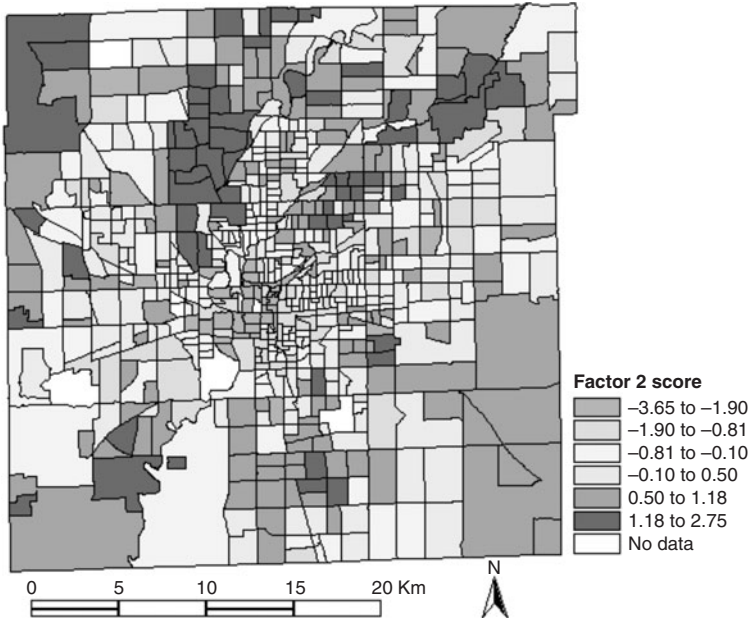 Factor 2 score
–3.65 to –1.90
–1.90 to –0.81
–0.81 to –0.10
–0.10 to 0.50
0.50 to 1.18
1.18 to 2.75
No data
0 5 10 15 20 Km
N